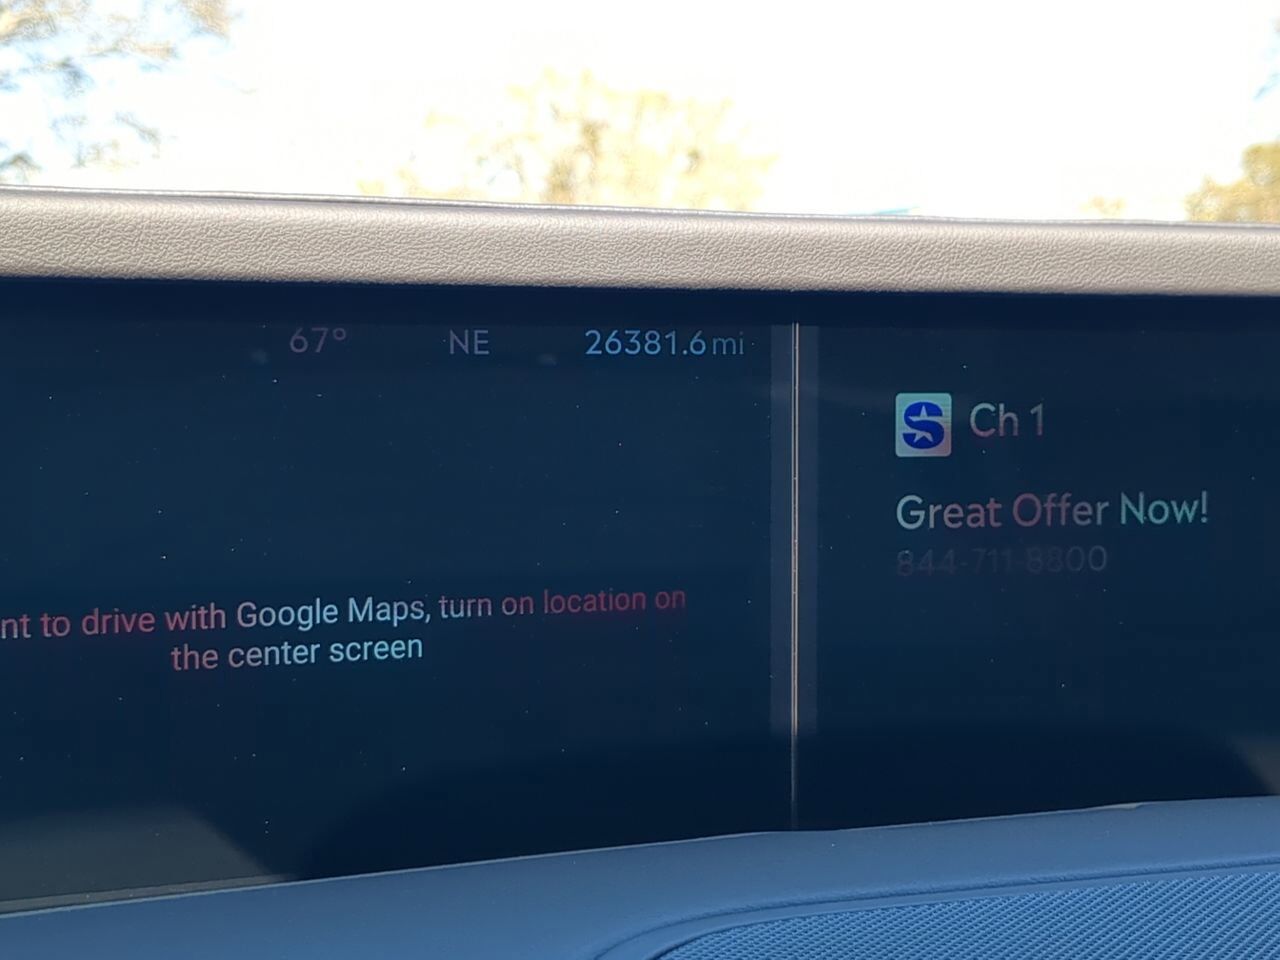 67° NE 26381.6 mi
Ch 1
Great Offer Now!
844-711-8800
nt to drive with Google Maps, turn on location on
the center screen